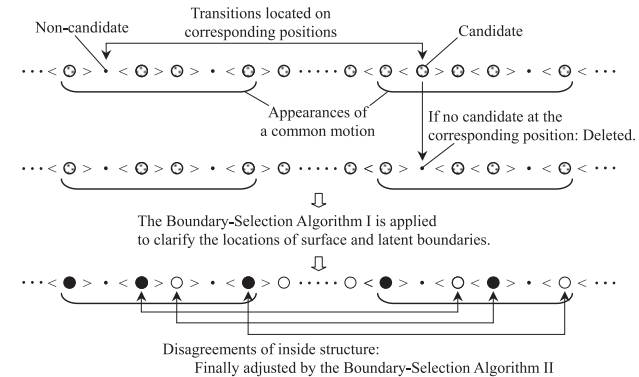 Transitions located on
corresponding positions
Non-candidate
Candidate
··· < > · < > < > · < > < > ····· < > < > < > < > · < > < ···
Appearances of
a common motion
If no candidate at the
corresponding position: Deleted.
··· < > · < > < > · < > < > ····· < > < > · < > < > · < > < ···
The Boundary-Selection Algorithm I is applied
to clarify the locations of surface and latent boundaries.
··· < > · < > < > · < > < > ····· < > < > · < > < > · < > < ···
Disagreements of inside structure:
Finally adjusted by the Boundary-Selection Algorithm II